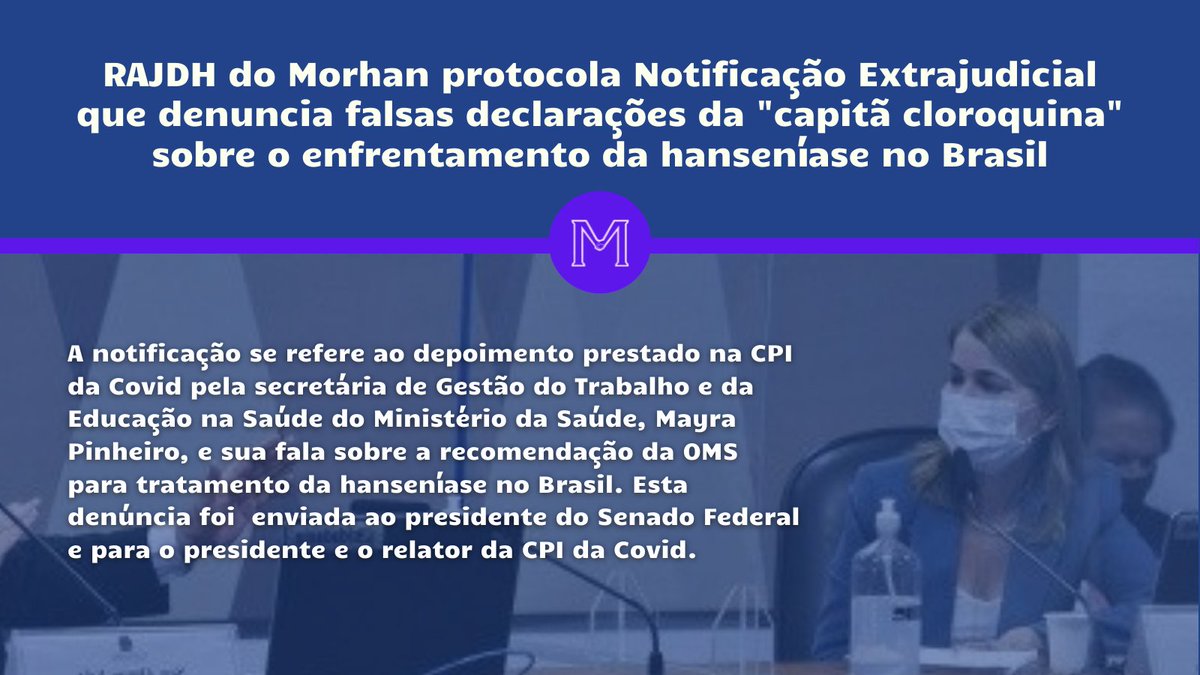 RAJDH do Morhan protocola Notificação Extrajudicial
que denuncia falsas declarações da "capitã cloroquina"
sobre o enfrentamento da hanseníase no Brasil
M
A notificação se refere ao depoimento prestado na CPI
da Covid pela secretária de Gestão do Trabalho e da
Educação na Saúde do Ministério da Saúde, Mayra
Pinheiro, e sua fala sobre a recomendação da OMS
para tratamento da hanseníase no Brasil. Esta
denúncia foi  enviada ao presidente do Senado Federal
e para o presidente e o relator da CPI da Covid.